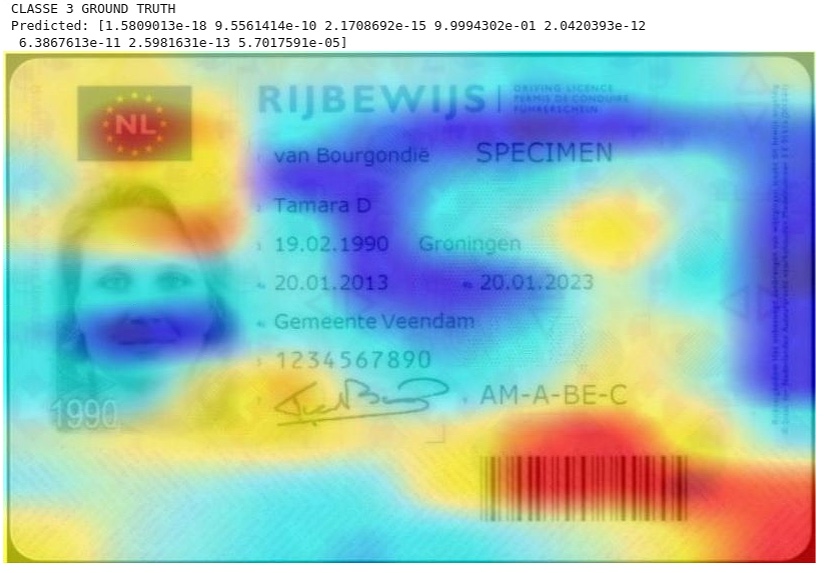 CLASSE 3 GROUND TRUTH
Predicted: [1.5809013e-18 9.5561414e-10 2.1708692e-15 9.9994302e-01 2.0420393e-12
6.3867613e-11 2.5981631e-13 5.7017591e-05]
NL
RIJBEWIJS
DRIVING LICENCE
PERMIS DE CONDUIRE
FÜHRERSCHEIN
van Bourgondië SPECIMEN
Tamara D
19.02.1990 Groningen
20.01.2013 20.01.2023
Gemeente Veendam
1234567890
AM-A-BE-C
1990